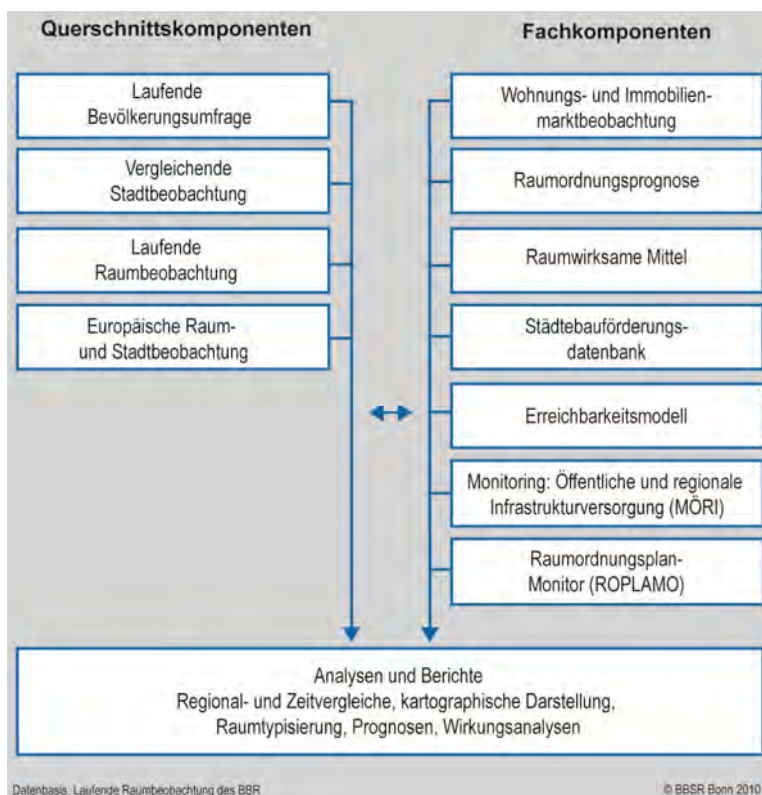 Querschnittskomponenten
Laufende
Bevölkerungsumfrage
Vergleichende
Stadtbeobachtung
Laufende
Raumbeobachtung
Europäische Raum-
und Stadtbeobachtung
Fachkomponenten
Wohnungs- und Immobilien-
marktbeobachtung
Raumordnungsprognose
Raumwirksame Mittel
Städtebauförderungs-
datenbank
Erreichbarkeitsmodell
Monitoring: Öffentliche und regionale
Infrastrukturversorgung (MÖRI)
Raumordnungsplan-
Monitor (ROPLAMO)
Analysen und Berichte
Regional- und Zeitvergleiche, kartographische Darstellung,
Raumtypisierung, Prognosen, Wirkungsanalysen
Datenbasis: Laufende Raumbeobachtung des BBR
© BBSR Bonn 2010